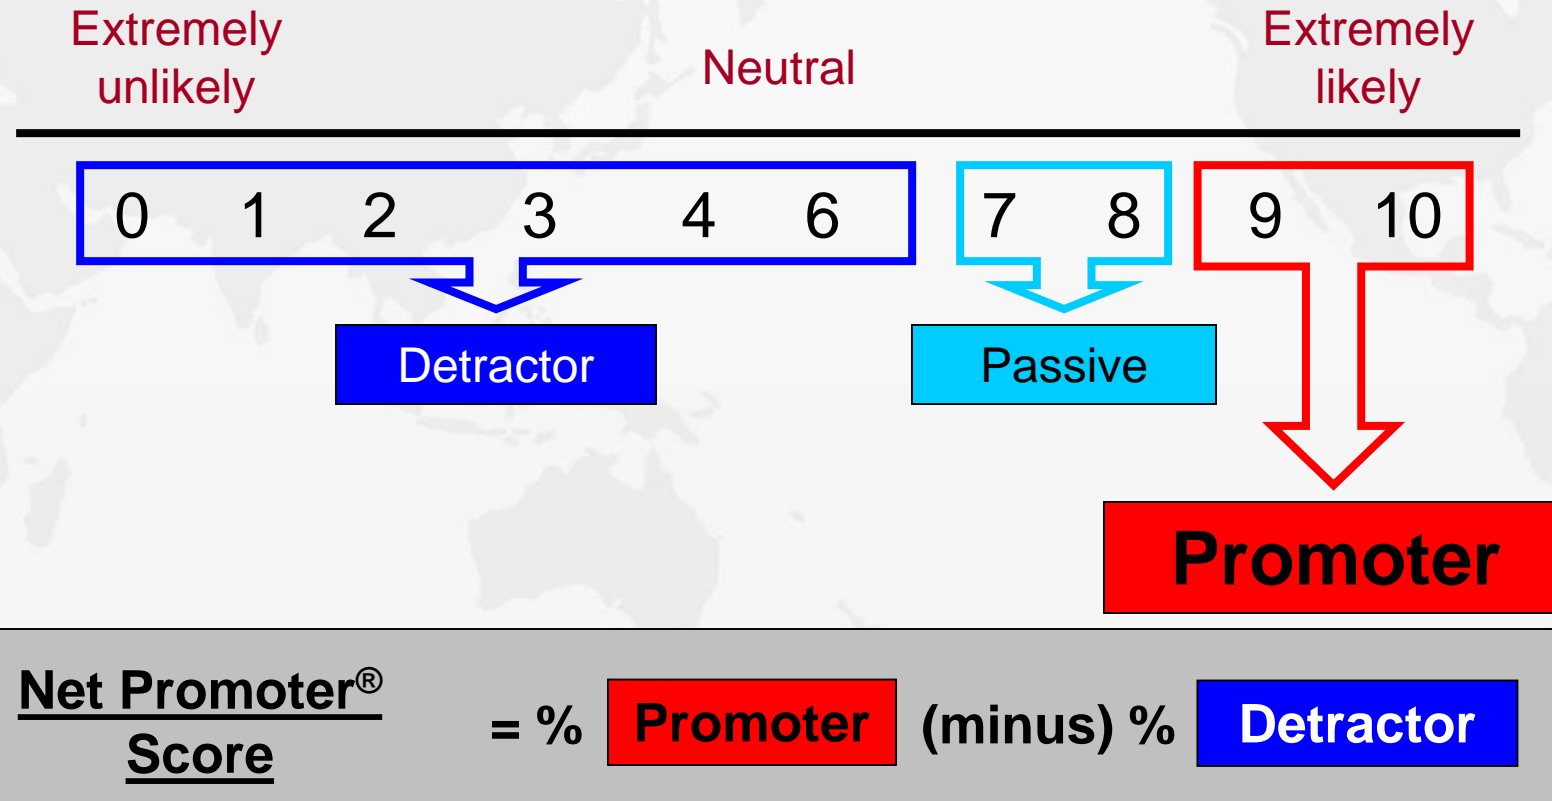 Extremely
unlikely
Neutral
Extremely
likely
0 1 2 3 4 6 7 8 9 10
Detractor
Passive
Promoter
Net Promoter®
Score
= % Promoter (minus) % Detractor